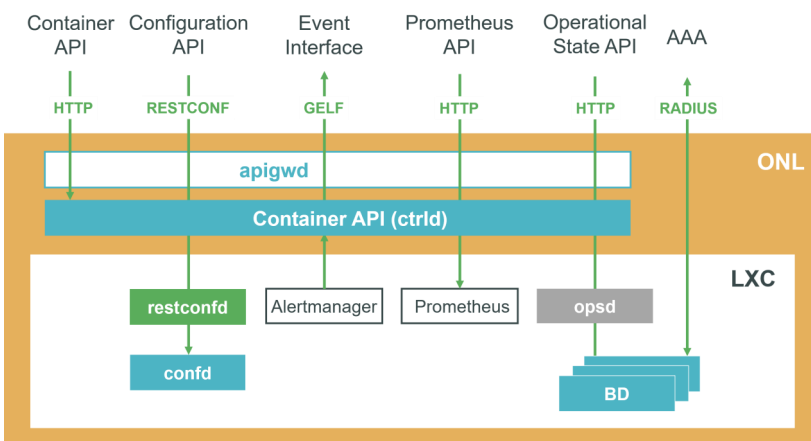 Container
API
Configuration
API
Event
Interface
Prometheus
API
Operational
State API
AAA
HTTP
RESTCONF
GELF
HTTP
HTTP
RADIUS
apigwd
ONL
Container API (ctrld)
LXC
restconfd
Alertmanager
Prometheus
opsd
confd
BD